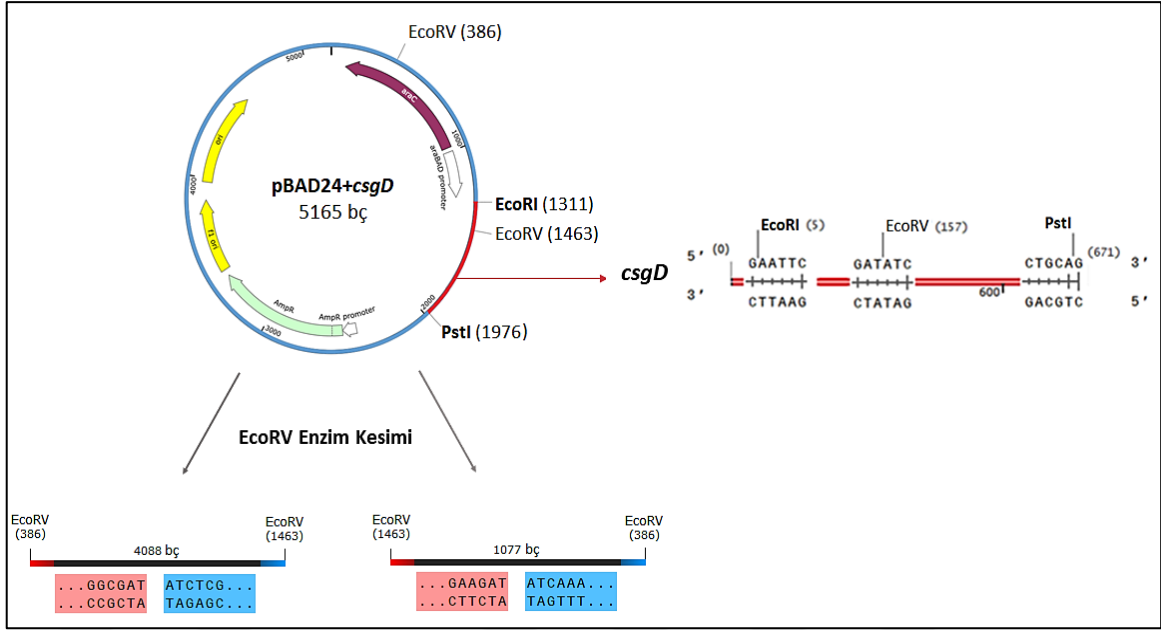 EcoRV (386)
5000
araC
1000
araBAD promoter
ori
4000
pBAD24+csgD
5165 bç
EcoRI (1311)
EcoRV (1463)
f1 ori
AmpR
AmpR promoter
3000
2000
PstI (1976)
csgD
EcoRI (5)
EcoRV (157)
PstI
5' (0)
GAATTC
GATATC
CTGCAG
(671)
3'
600
3'
CTTAAG
CTATAG
GACGTC
5'
EcoRV Enzim Kesimi
EcoRV
(386)
EcoRV
(1463)
4088 bç
...GGCGAT ATCTCG...
...CCGCTA TAGAGC...
EcoRV
(1463)
EcoRV
(386)
1077 bç
...GAAGAT ATCAAA...
...CTTCTA TAGTTT...